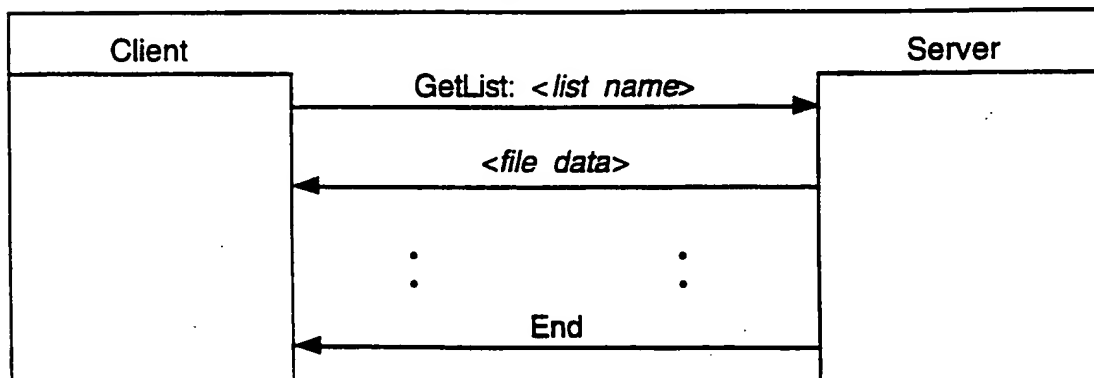 Client
Server
GetList: <list name>
<file data>
End